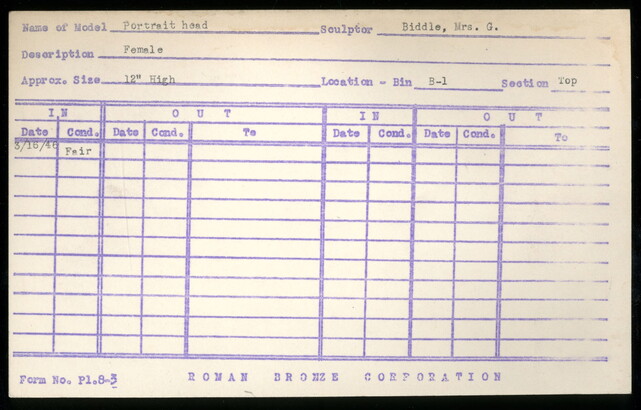 Name of Model Portrait head Sculptor Biddle, Mrs. G.
Description Female
Approx. Size 12" High Location - Bin B-1 Section Top
IN OUT IN OUT
Date Cond. Date Cond. To Date Cond. Date Cond. To
3/16/46 Fair
Form No. Pl.8-3 ROMAN BRONZE CORPORATION